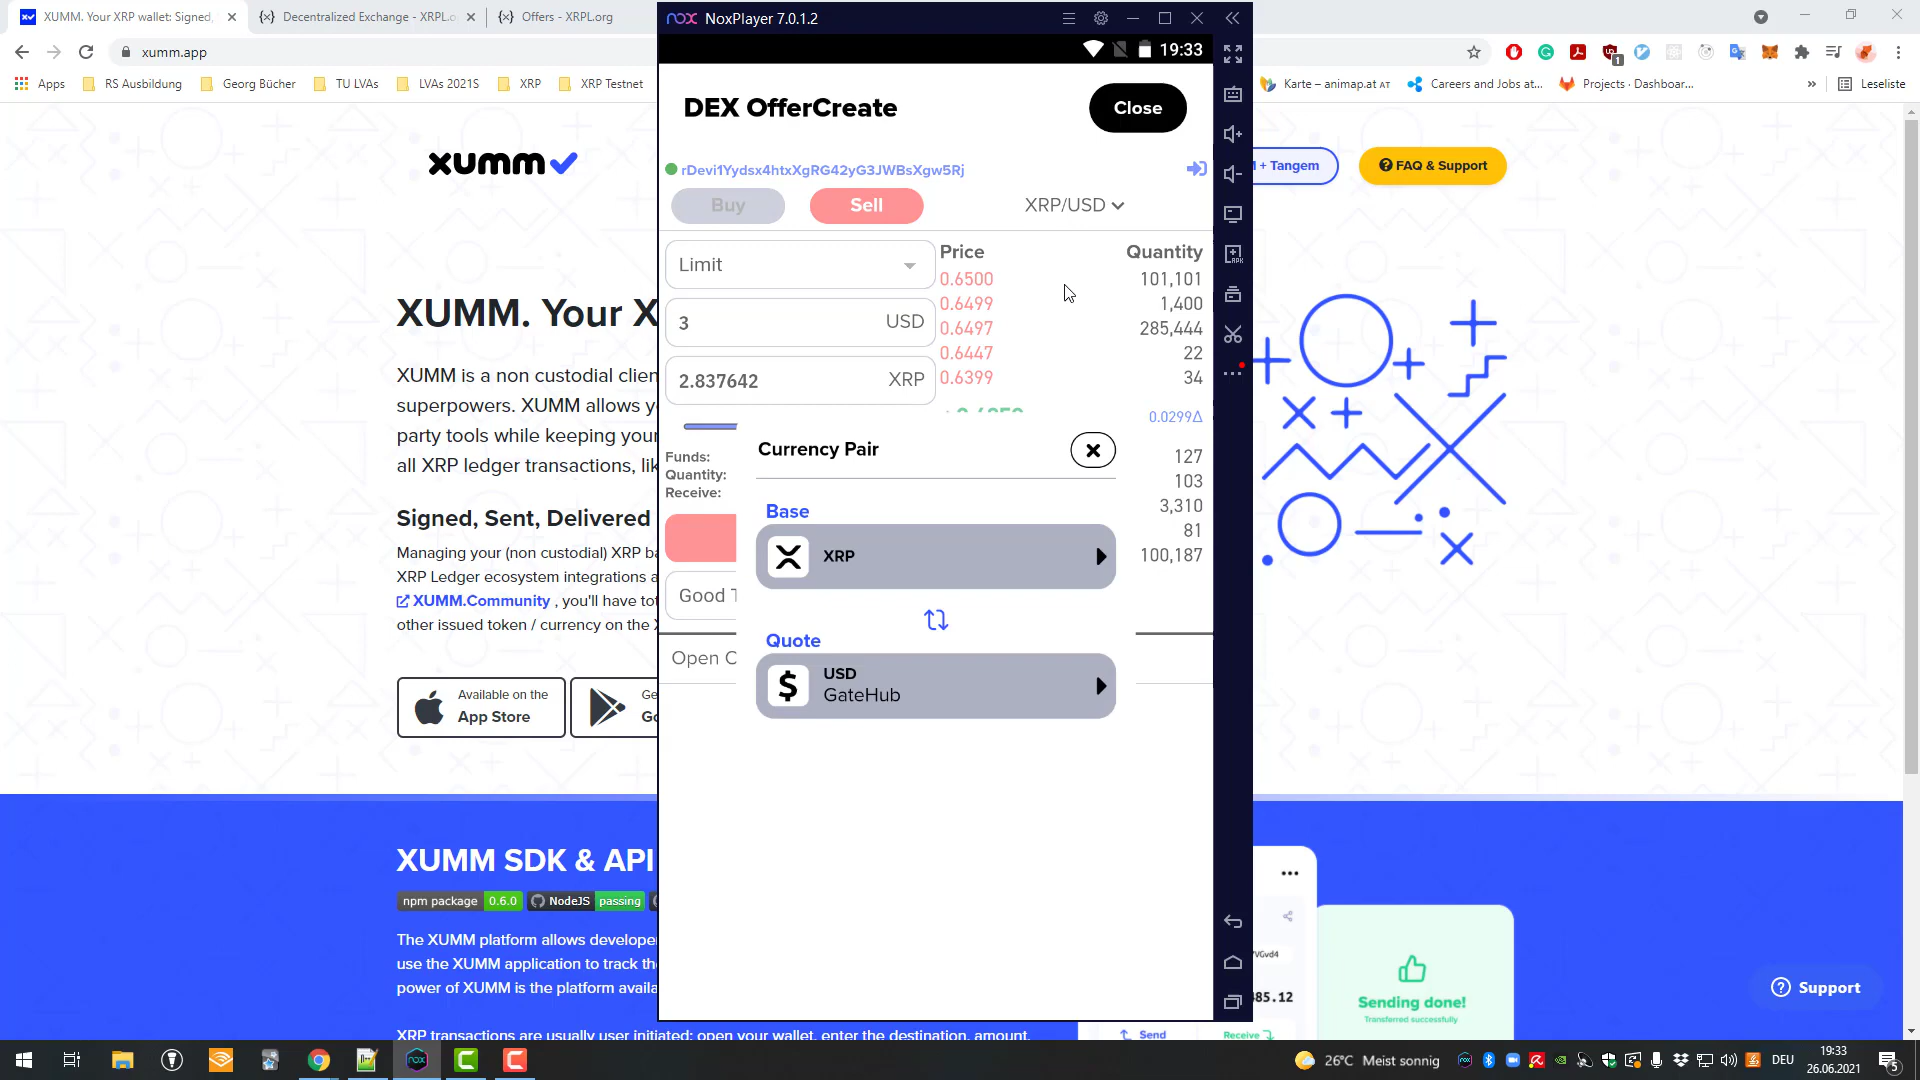 XUMM. Your XRP wallet: Signed,
Decentralized Exchange - XRPL.o
Offers - XRPL.org
xumm.app
Apps
RS Ausbildung
Georg Bücher
TU LVAs
LVAs 2021S
XRP
XRP Testnet
Karte – animap.at AT
Careers and Jobs at...
Projects · Dashboar...
»
Leseliste
nox NoxPlayer 7.0.1.2
19:33
DEX OfferCreate
Close
rDevi1Yydsx4htxXgRG42yG3JWBsXgw5Rj
Buy
Sell
XRP/USD
Limit
3 USD
2.837642 XRP
Price Quantity
0.6500 101,101
0.6499 1,400
0.6497 285,444
0.6447 22
0.6399 34
0.0299Δ
127
103
3,310
81
100,187
Funds:
Quantity:
Receive:
Good T
Open C
Currency Pair
Base
XRP
Quote
USD
GateHub
xumm
+ Tangem
FAQ & Support
XUMM. Your X
XUMM is a non custodial clien
superpowers. XUMM allows y
party tools while keeping your
all XRP ledger transactions, lik
Signed, Sent, Delivered
Managing your (non custodial) XRP ba
XRP Ledger ecosystem integrations a
XUMM.Community , you'll have tot
other issued token / currency on the X
Available on the
App Store
Ge
Go
XUMM SDK & API
npm package 0.6.0
NodeJS passing
The XUMM platform allows develope
use the XUMM application to track th
power of XUMM is the platform availa
XRP transactions are usually user initiated: open your wallet, enter the destination, amount,
VGvd4
85.12
Send
Receive
Sending done!
Transferred successfully
Support
26°C Meist sonnig
DEU
19:33
26.06.2021
5